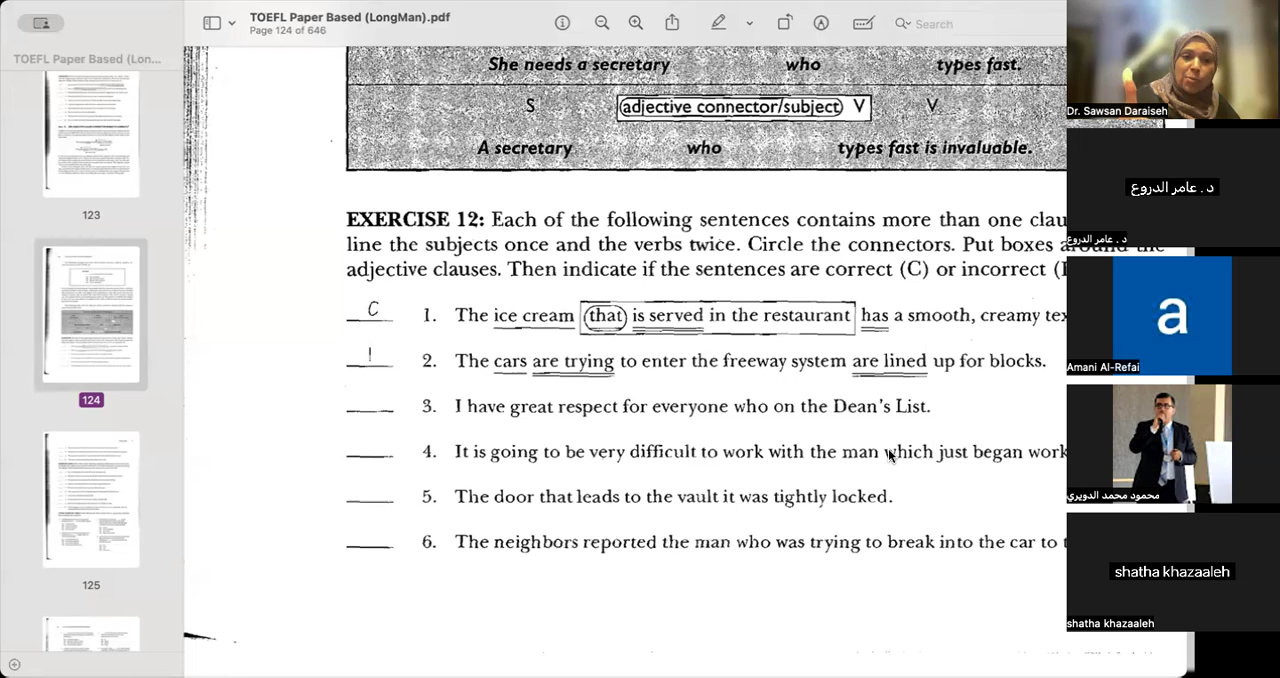 TOEFL Paper Based (LongMan).pdf
Page 124 of 646
Search
TOEFL Paper Based (Lon...
123
124
125
She needs a secretary who types fast.
S adjective connector/subject V V
A secretary who types fast is invaluable.
EXERCISE 12: Each of the following sentences contains more than one clau
line the subjects once and the verbs twice. Circle the connectors. Put boxes around the
adjective clauses. Then indicate if the sentences are correct (C) or incorrect (I
C 1. The ice cream that is served in the restaurant has a smooth, creamy tex
I 2. The cars are trying to enter the freeway system are lined up for blocks.
3. I have great respect for everyone who on the Dean's List.
4. It is going to be very difficult to work with the man which just began work
5. The door that leads to the vault it was tightly locked.
6. The neighbors reported the man who was trying to break into the car to t
Dr. Sawsan Daraiseh
د . عامر الدروع
د . عامر الدروع
a
Amani Al-Refai
محمود محمد الدويري
shatha khazaaleh
shatha khazaaleh